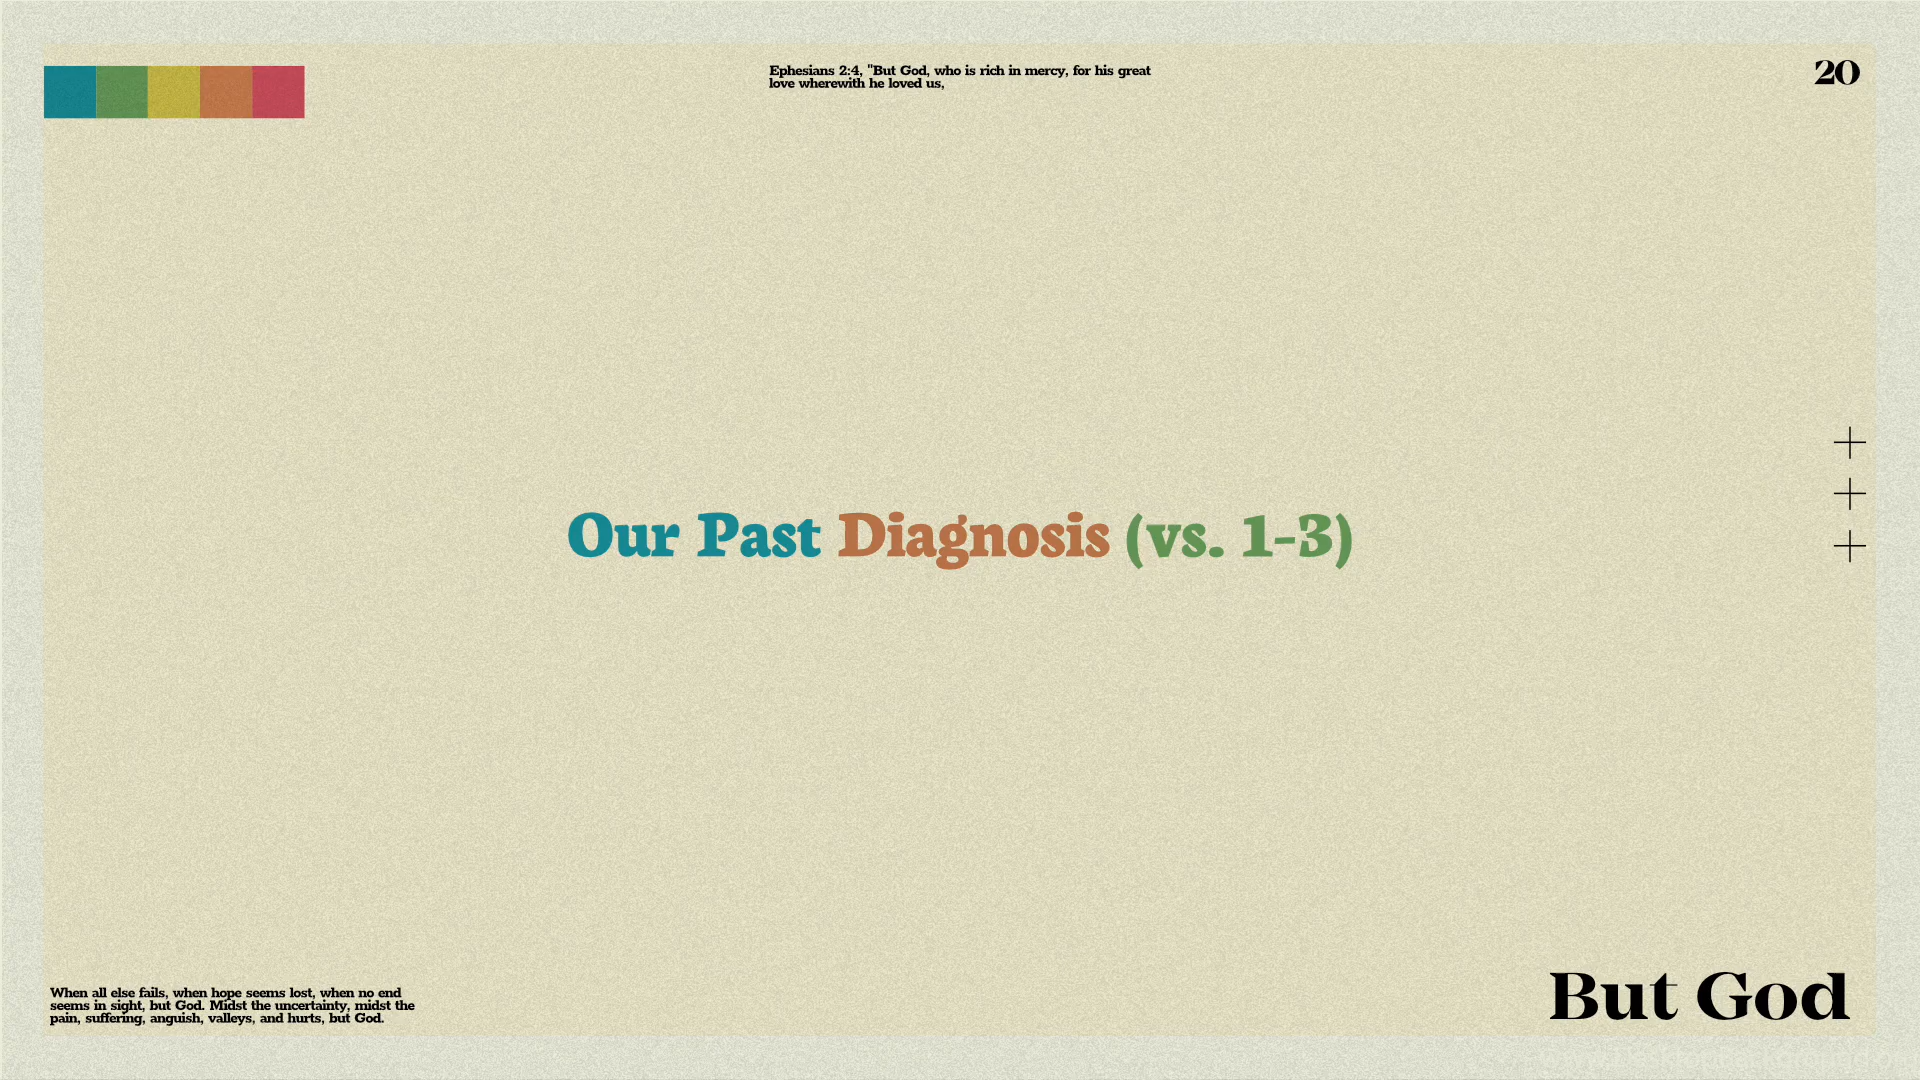 Ephesians 2:4, "But God, who is rich in mercy, for his great
love wherewith he loved us,
20
Our Past Diagnosis (vs. 1-3)
When all else fails, when hope seems lost, when no end
seems in sight, but God. Midst the uncertainty, midst the
pain, suffering, anguish, valleys, and hurts, but God.
But God